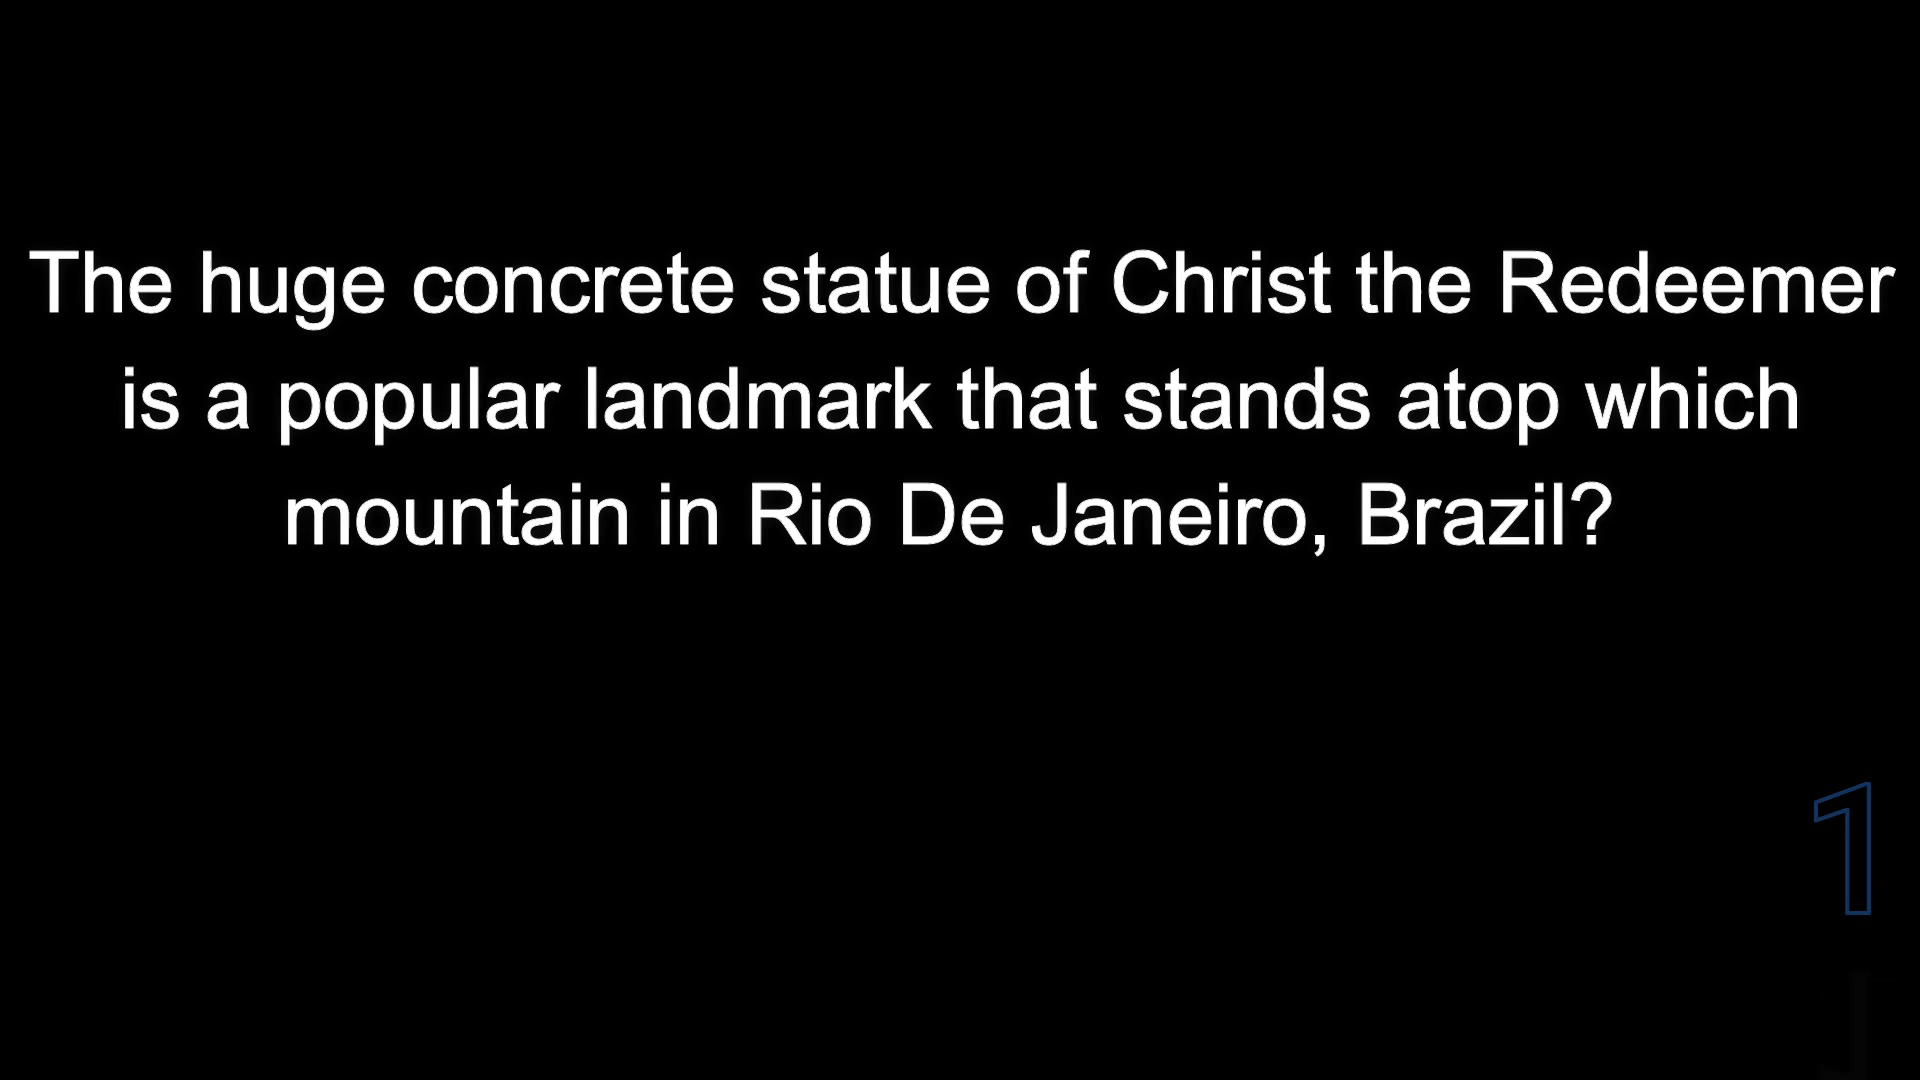 The huge concrete statue of Christ the Redeemer
is a popular landmark that stands atop which
mountain in Rio De Janeiro, Brazil?
1